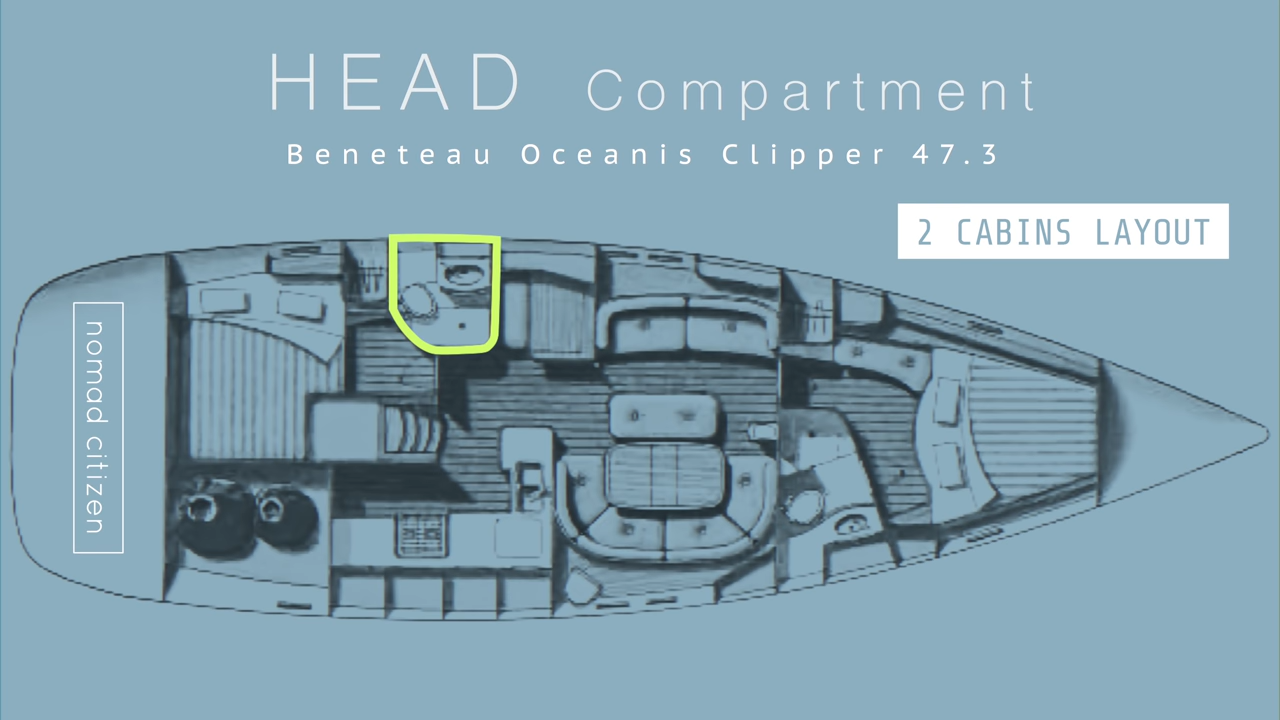 HEAD Compartment
Beneteau Oceanis Clipper 47.3
2 CABINS LAYOUT
nomad citizen